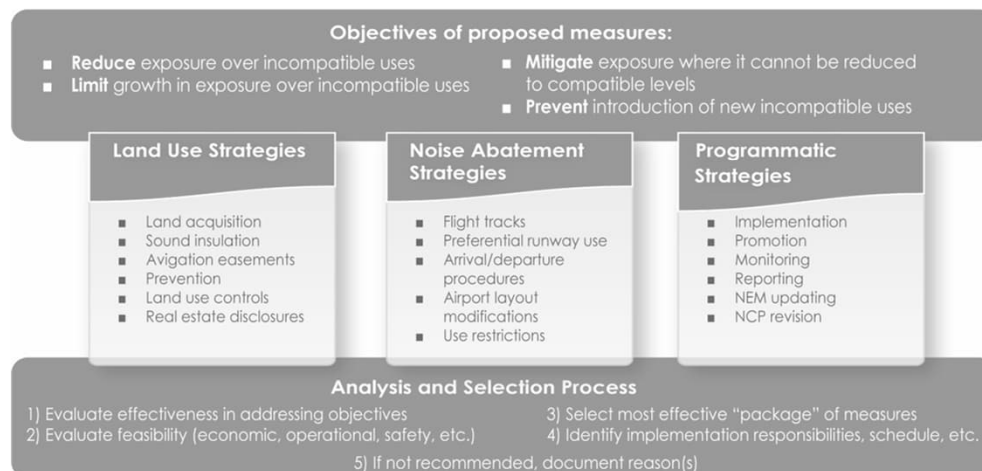 Objectives of proposed measures:
■ Reduce exposure over incompatible uses
■ Limit growth in exposure over incompatible uses
■ Mitigate exposure where it cannot be reduced
to compatible levels
■ Prevent introduction of new incompatible uses
Land Use Strategies
■ Land acquisition
■ Sound insulation
■ Avigation easements
■ Prevention
■ Land use controls
■ Real estate disclosures
Noise Abatement
Strategies
■ Flight tracks
■ Preferential runway use
■ Arrival/departure
procedures
■ Airport layout
modifications
■ Use restrictions
Programmatic
Strategies
■ Implementation
■ Promotion
■ Monitoring
■ Reporting
■ NEM updating
■ NCP revision
Analysis and Selection Process
1) Evaluate effectiveness in addressing objectives
2) Evaluate feasibility (economic, operational, safety, etc.)
3) Select most effective “package” of measures
4) Identify implementation responsibilities, schedule, etc.
5) If not recommended, document reason(s)